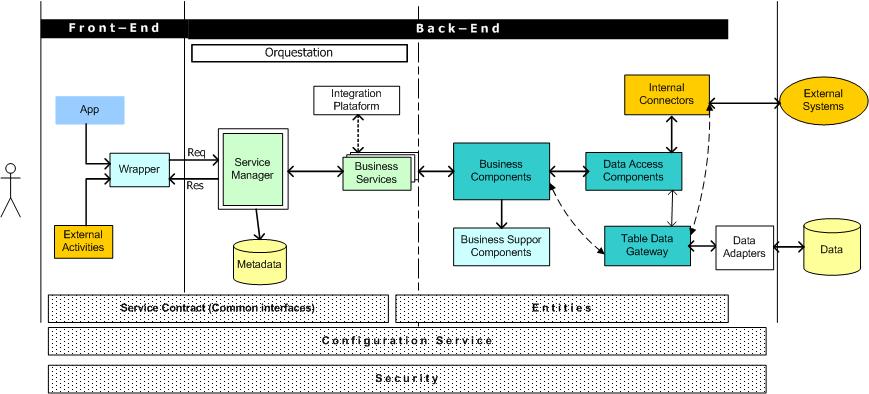 Front—End
Back—End
Orquestation
App
Wrapper
External
Activities
Req
Res
Service
Manager
Metadata
Integration
Plataform
Business
Services
Business
Components
Business Suppor
Components
Internal
Connectors
Data Access
Components
Table Data
Gateway
Data
Adapters
External
Systems
Data
Service Contract (Common interfaces)
Entities
Configuration Service
Security